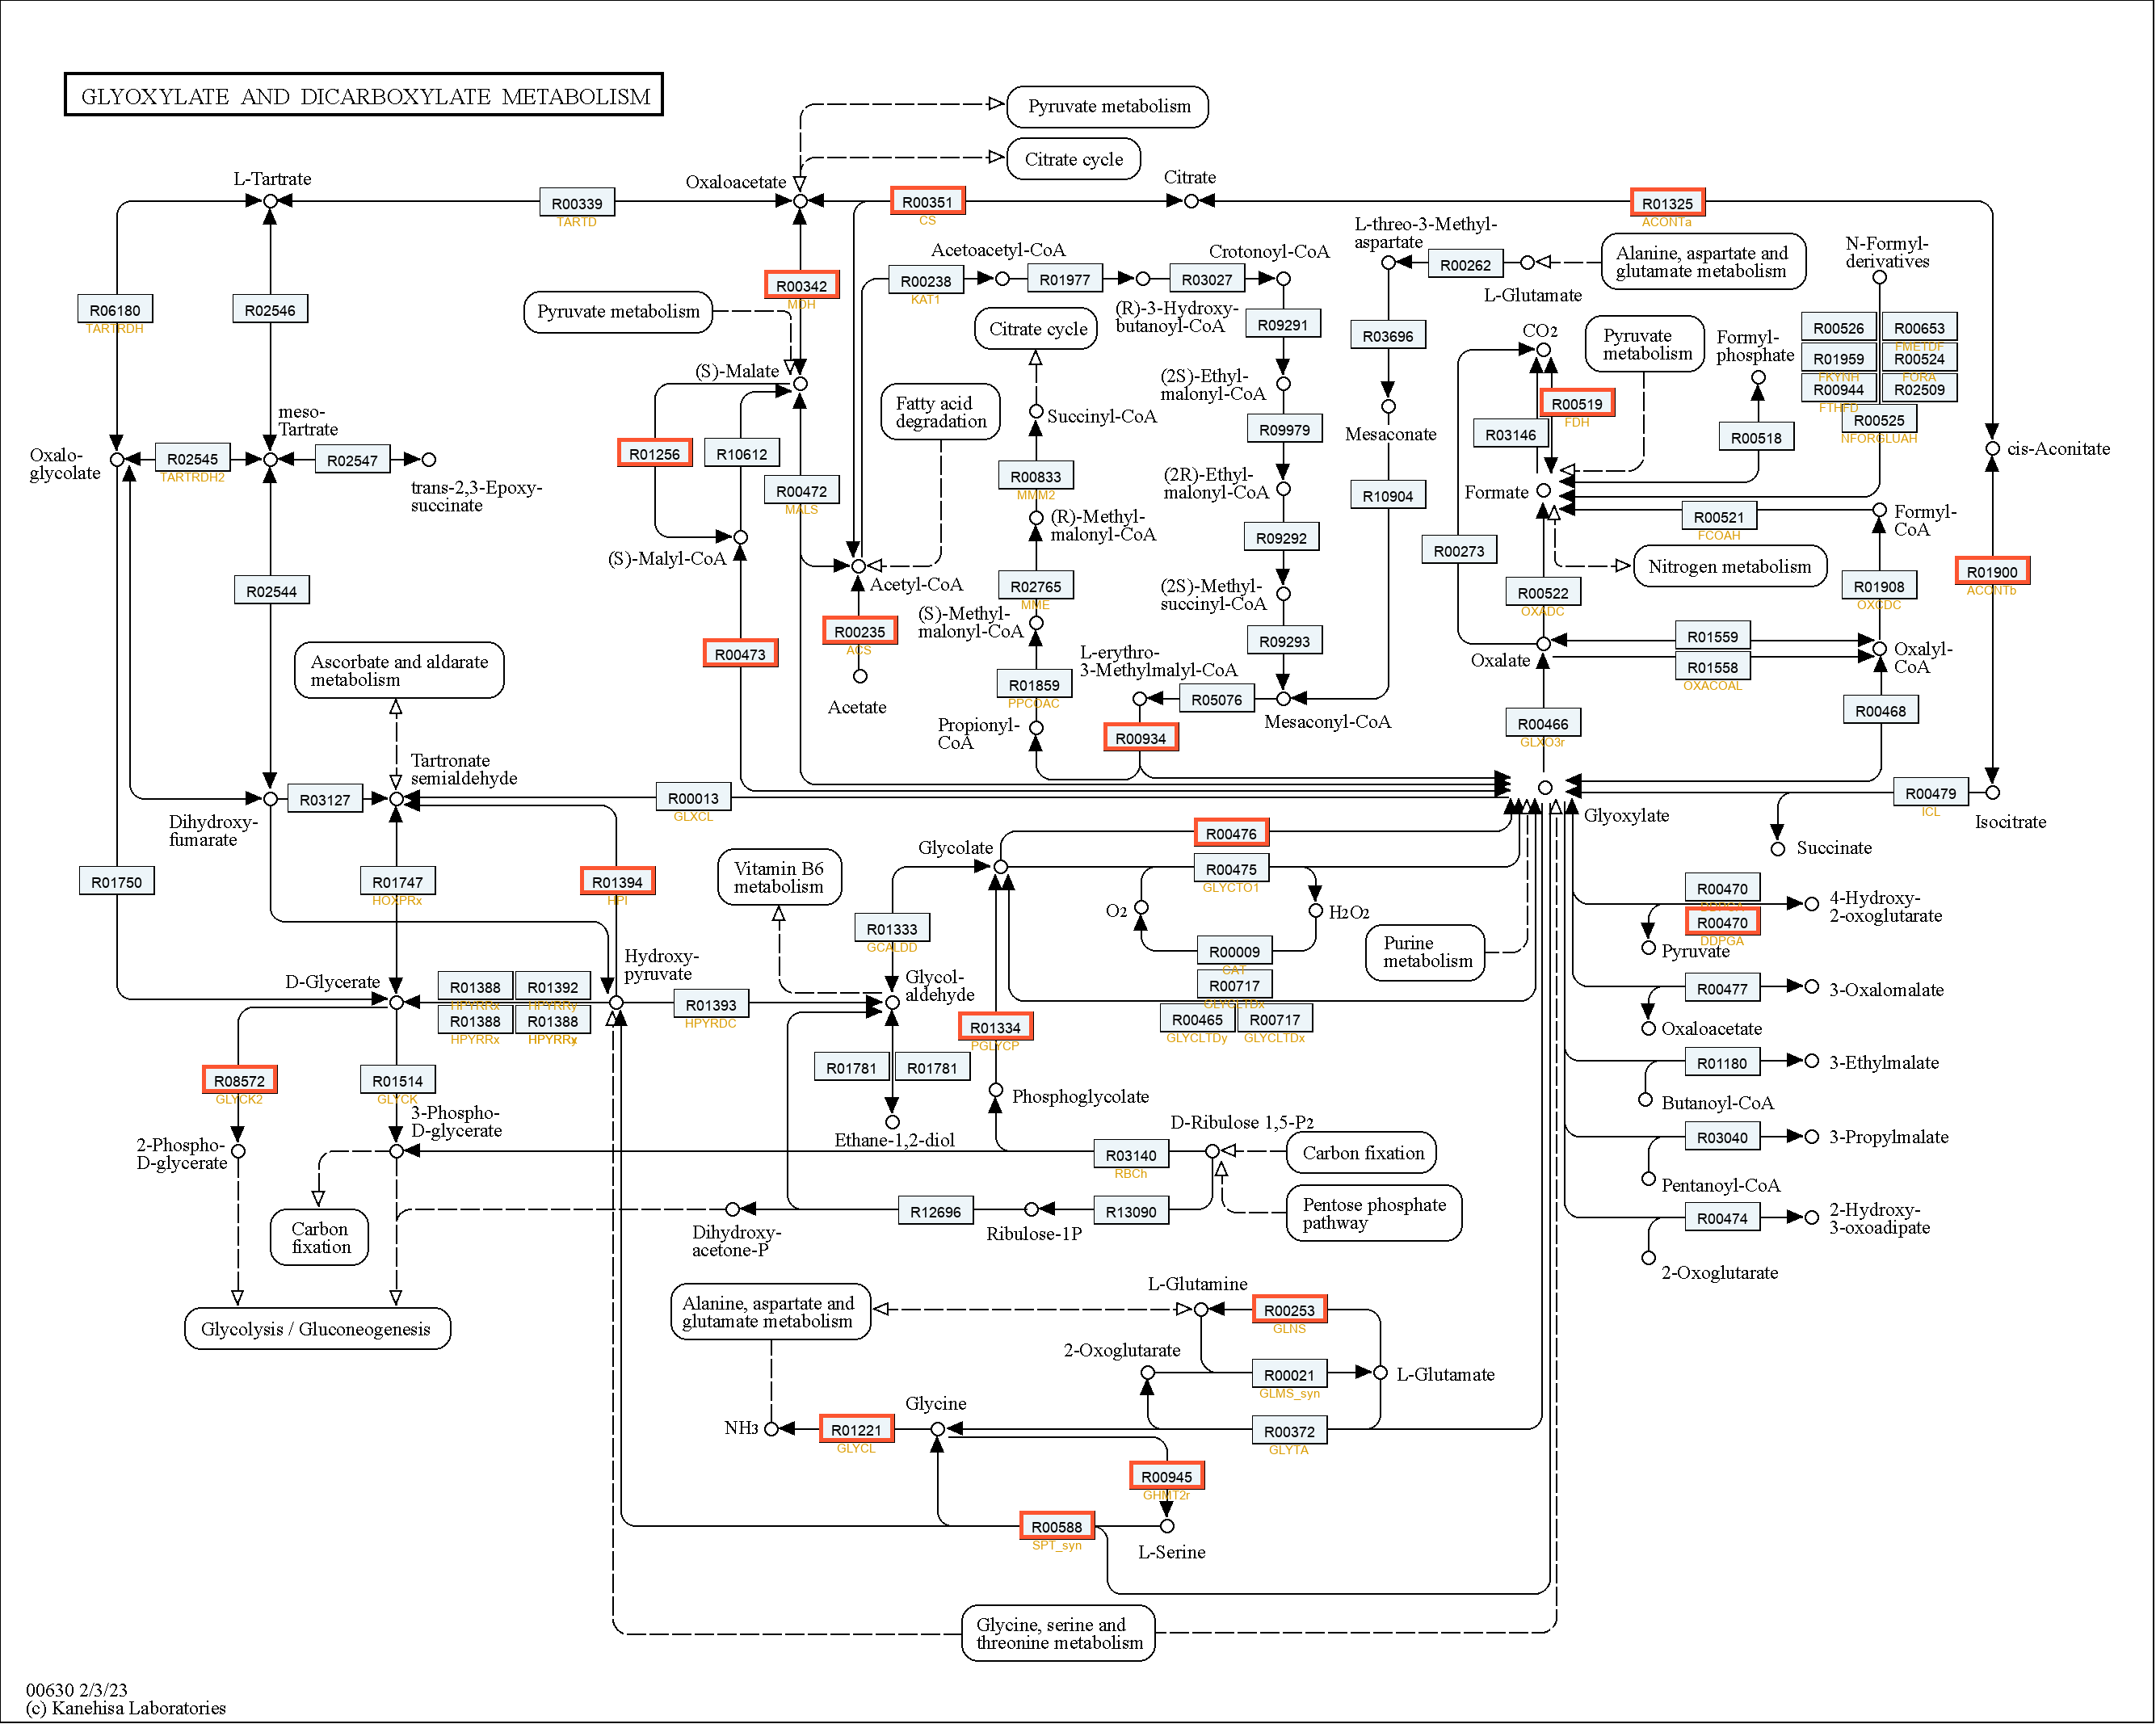 GLYOXYLATE AND DICARBOXYLATE METABOLISM
Pyruvate metabolism
Citrate cycle
L-Tartrate
Oxaloacetate
Citrate
R00339
TARTD
R00351
CS
R01325
ACONTa
L-threo-3-Methyl-
aspartate
R00262
L-Glutamate
Alanine, aspartate and
glutamate metabolism
N-Formyl-
derivatives
Acetoacetyl-CoA
Crotonoyl-CoA
R00342
MDH
R00238
KAT1
R01977
R03027
(R)-3-Hydroxy-
butanoyl-CoA
R06180
TARTRDH
R02546
Pyruvate metabolism
Citrate cycle
R09291
R03696
CO2
Pyruvate
metabolism
Formyl-
phosphate
R00526
R00653
FMETDF
R01959
FKYNH
R00524
FORA
R00944
FTHFD
R02509
R00525
NFORGLUAH
(S)-Malate
Fatty acid
degradation
Succinyl-CoA
(2S)-Ethyl-
malonyl-CoA
R00519
FDH
R03146
R00518
meso-
Tartrate
Oxalo-
glycolate
R02545
TARTRDH2
R02547
trans-2,3-Epoxy-
succinate
R01256
R10612
R00472
MALS
R00833
MMM2
R09979
Mesaconate
cis-Aconitate
(R)-Methyl-
malonyl-CoA
(2R)-Ethyl-
malonyl-CoA
R10904
Formate
R00521
FCOAH
Formyl-
CoA
(S)-Malyl-CoA
Acetyl-CoA
R09292
R00273
Nitrogen metabolism
R02544
R02765
MME
(2S)-Methyl-
succinyl-CoA
R00522
OXADC
R01908
OXCDC
R01900
ACONTb
R00473
R00235
ACS
(S)-Methyl-
malonyl-CoA
R09293
R01559
R01558
OXACOAL
Oxalate
Oxalyl-
CoA
Ascorbate and aldarate
metabolism
Acetate
R01859
PPCOAC
L-erythro-
3-Methylmalyl-CoA
R05076
Mesaconyl-CoA
R00466
GLXO3r
R00468
Propionyl-
CoA
R00934
Tartronate
semialdehyde
R03127
R00013
GLXCL
Dihydroxy-
fumarate
Glyoxylate
R00479
ICL
Isocitrate
Succinate
R01750
R01747
HOXPRx
R01394
HPI
Vitamin B6
metabolism
Glycolate
R00476
R00475
GLYCTO1
O2
H2O2
R00009
CAT
R01333
GCALDD
R00470
R00470
DDPGA
4-Hydroxy-
2-oxoglutarate
Pyruvate
Purine
metabolism
D-Glycerate
R01388
HPYRRx
R01392
HPYRRy
R01388
HPYRRx
R01388
HPYRRy
Hydroxy-
pyruvate
R01393
HPYRDC
Glycol-
aldehyde
R00717
GLYCLTDx
R00465
GLYCLTDy
R00717
GLYCLTDx
R01334
PGLYCP
R00477
3-Oxalomalate
Oxaloacetate
R01180
3-Ethylmalate
Butanoyl-CoA
R08572
GLYCK2
R01514
GLYCK
R01781
R01781
Phosphoglycolate
3-Phospho-
D-glycerate
Ethane-1,2-diol
D-Ribulose 1,5-P2
R03040
3-Propylmalate
Pentanoyl-CoA
2-Phospho-
D-glycerate
R03140
RBCh
Carbon fixation
Carbon
fixation
Dihydroxy-
acetone-P
R12696
Ribulose-1P
R13090
Pentose phosphate
pathway
R00474
2-Hydroxy-
3-oxoadipate
2-Oxoglutarate
Glycolysis / Gluconeogenesis
Alanine, aspartate and
glutamate metabolism
L-Glutamine
R00253
GLNS
2-Oxoglutarate
R00021
GLMS_syn
L-Glutamate
NH3
R01221
GLYCL
Glycine
R00372
GLYTA
R00945
GHMT2r
R00588
SPT_syn
L-Serine
Glycine, serine and
threonine metabolism
00630 2/3/23
(c) Kanehisa Laboratories